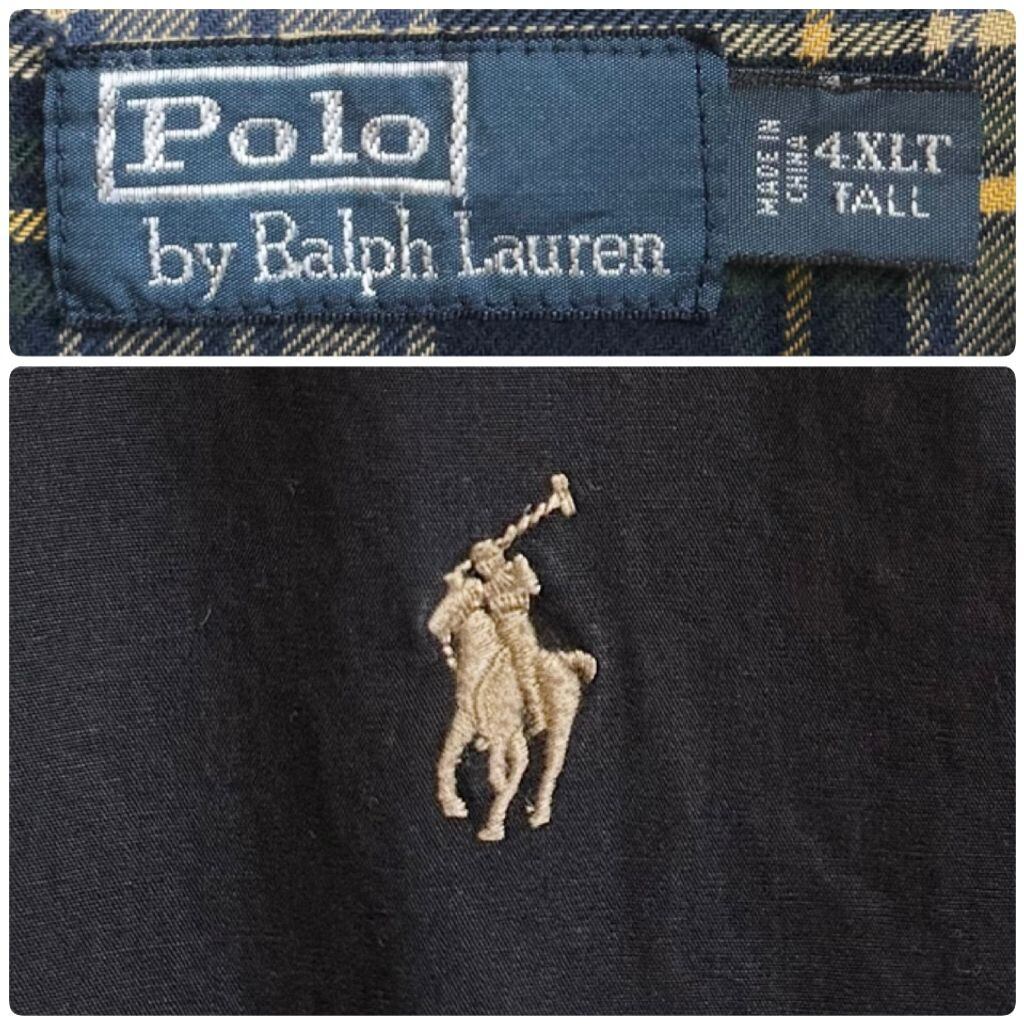 Polo
by Ralph Lauren
MADE IN
CHINA
4XLT
TALL